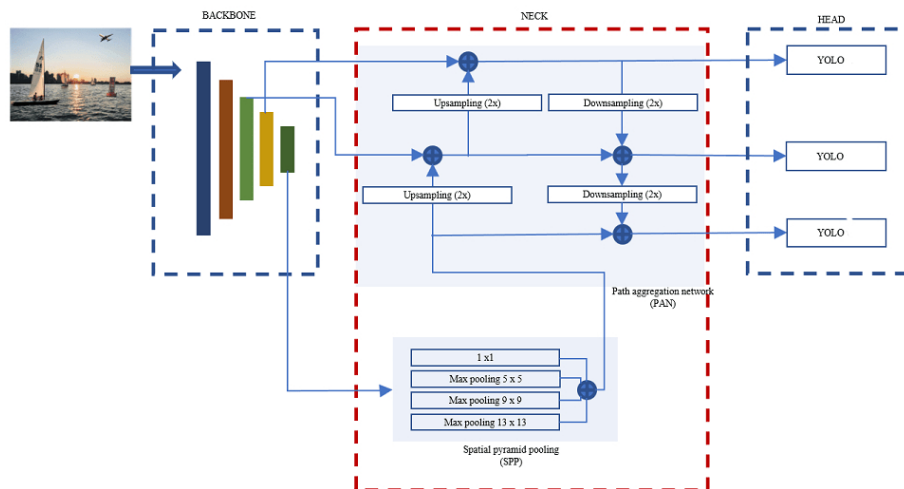 BACKBONE
NECK
HEAD
YOLO
Upsampling (2x)
Downsampling (2x)
YOLO
Upsampling (2x)
Downsampling (2x)
YOLO
Path aggregation network
(PAN)
1 x1
Max pooling 5 x 5
Max pooling 9 x 9
Max pooling 13 x 13
Spatial pyramid pooling
(SPP)